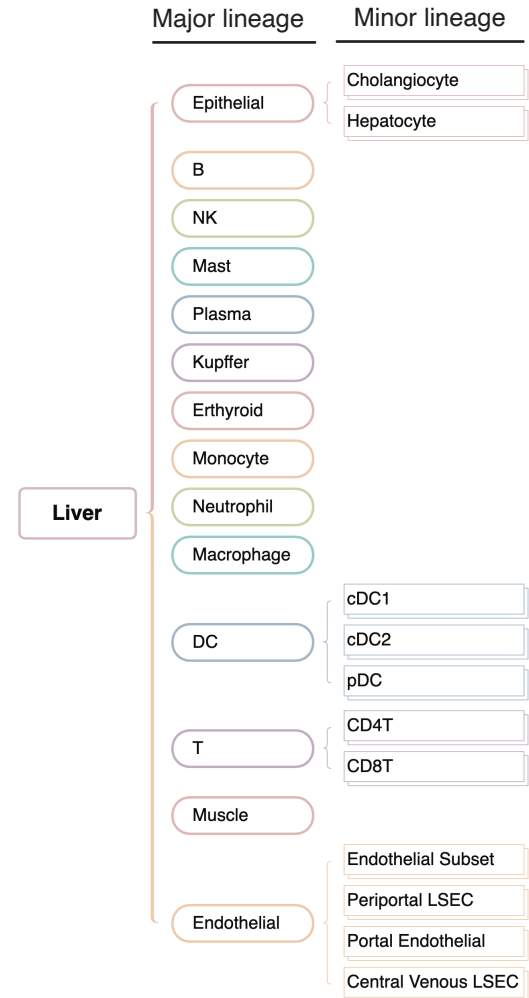 Major lineage
Minor lineage
Liver
Epithelial
Cholangiocyte
Hepatocyte
B
NK
Mast
Plasma
Kupffer
Erthyroid
Monocyte
Neutrophil
Macrophage
DC
cDC1
cDC2
pDC
T
CD4T
CD8T
Muscle
Endothelial
Endothelial Subset
Periportal LSEC
Portal Endothelial
Central Venous LSEC